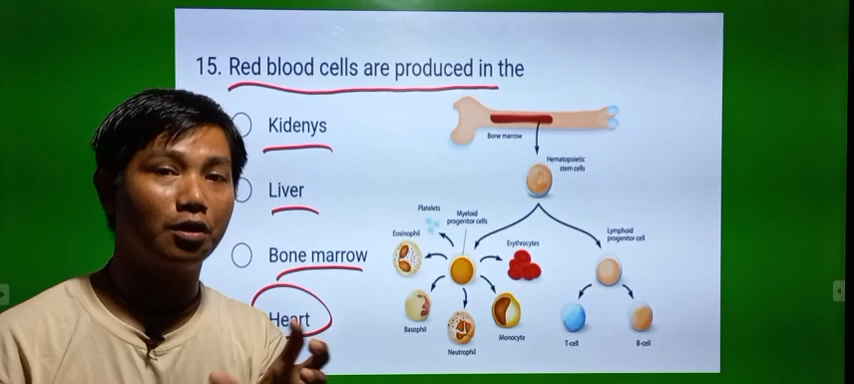 15. Red blood cells are produced in the
Kidenys
Liver
Bone marrow
Heart
Bone marrow
Hematopoietic
stem cells
Platelets
Myeloid
progenitor cells
Eosinophil
Erythrocytes
Lymphoid
progenitor cell
Basophil
Neutrophil
Monocyte
T-cell
B-cell